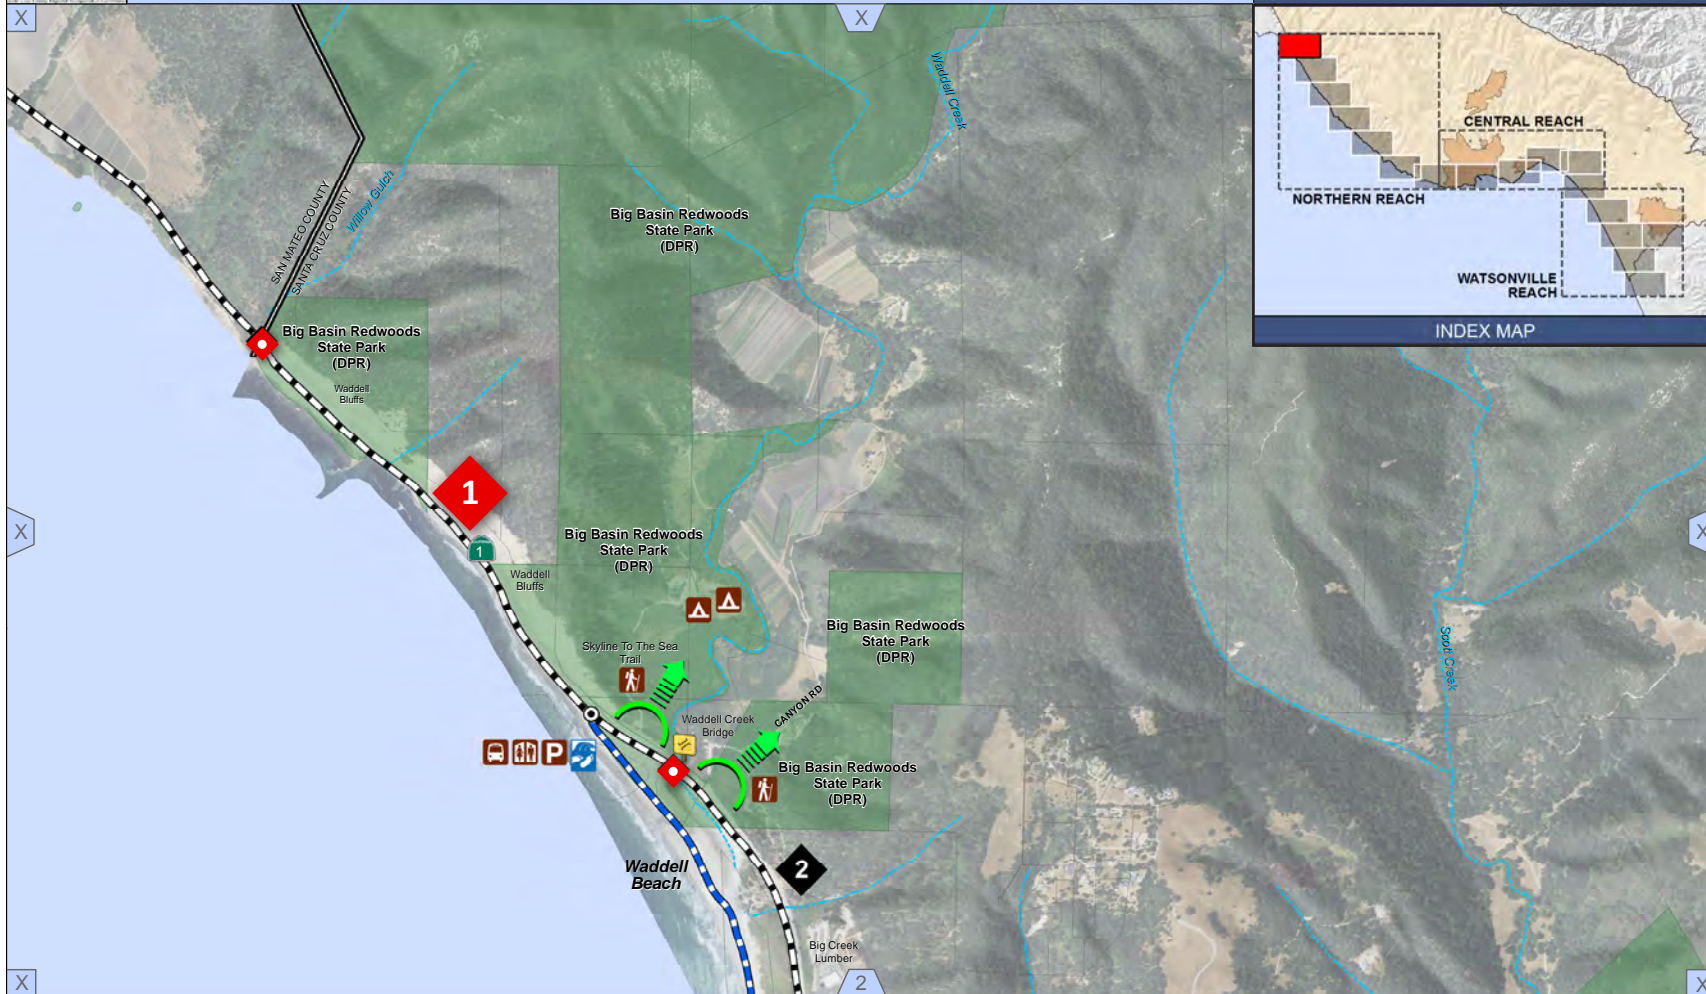 X
X
Waddell Creek
CENTRAL REACH
NORTHERN REACH
WATSONVILLE
REACH
INDEX MAP
SAN MATEO COUNTY
SANTA CRUZ COUNTY
Willow Gulch
Big Basin Redwoods
State Park
(DPR)
Big Basin Redwoods
State Park
(DPR)
Waddell
Bluffs
1
1
X
X
Big Basin Redwoods
State Park
(DPR)
Waddell
Bluffs
Skyline To The Sea
Trail
Big Basin Redwoods
State Park
(DPR)
Scott Creek
CANYON RD
Waddell Creek
Bridge
P
Big Basin Redwoods
State Park
(DPR)
Waddell
Beach
2
Big Creek
Lumber
X
2
X